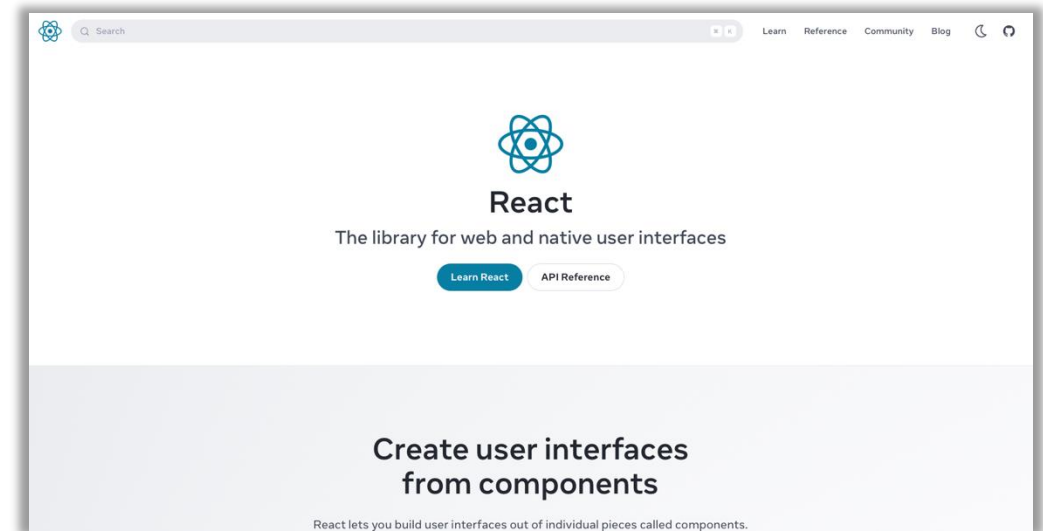 Search ⌘ K Learn Reference Community Blog
React
The library for web and native user interfaces
Learn React API Reference
Create user interfaces
from components
React lets you build user interfaces out of individual pieces called components.